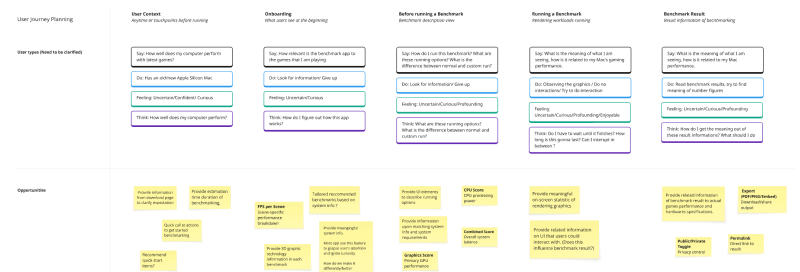 User Journey Planning
User Context
Anytime or touchpoints before running
Onboarding
What users see at the beginning
Before running a Benchmark
Benchmark description view
Running a Benchmark
Rendering workloads running
Benchmark Result
Result information of benchmarking
User types (Need to be clarified)
Say: How well does my computer perform
with latest games?
Do: Has an old/new Apple Silicon Mac
Feeling: Uncertain/Confident/ Curious
Think: How well does my computer perform?
Say: How relevant is the benchmark app to
the games that I am playing
Do: Look for information/ Give up
Feeling: Uncertain/Curious
Think: How do I figure out how this app
works?
Say: How do I run this benchmark? What are
these running options? What is the
difference between normal and custom run?
Do: Look for information/ Give up
Feeling: Uncertain/Curious/Profounding
Think: What are these running options?
What is the difference between normal and
custom run?
Say: What is the meaning of what I am
seeing, how is it related to my Mac's gaming
performance.
Do: Observing the graphics / Do no
interactions/ Try to do interaction
Feeling:
Uncertain/Curious/Profounding/Enjoyable
Think: Do I have to wait until it finishes? How
long is this gonna last? Can I interrupt in
between ?
Say: What is the meaning of what I am
seeing, how is it related to my Mac
performance.
Do: Read benchmark results, try to find
meaning of number figures
Feeling: Uncertain/Curious/Profounding
Think: How do I get the meaning out of
these result informations? What should I do
Opportunities
Provide information
from download page
to clarify expectation
Provide estimation
time duration of
benchmarking.
Quick call to actions
to get started
benchmarking
Recommend
quick start
items?
FPS per Scene
Scene-specific
performance
breakdown
Tailored recommended
benchmarks based on
system info ?
Provide 3D graphic
technology
information in each
benchmark
Provide meaningful
system info.
How do we make it
different/better
Provide UI elements
to describe running
options
CPU Score
CPU processing
power
Provide information
upon matching system
info and system
requirements
Combined Score
Overall system
balance
Graphics Score
Primary GPU
performance
Provide meaningful
on-screen statistic of
rendering graphics
Provide related information
on UI that users could
interact with. (Does this
influence benchmark result?)
Provide related information
of benchmark result to actual
games performance and
hardware specifications.
Export
(PDF/PNG/Embed)
Download/Share
output
Public/Private
Toggle
Privacy control
Permalink
Direct link to
result